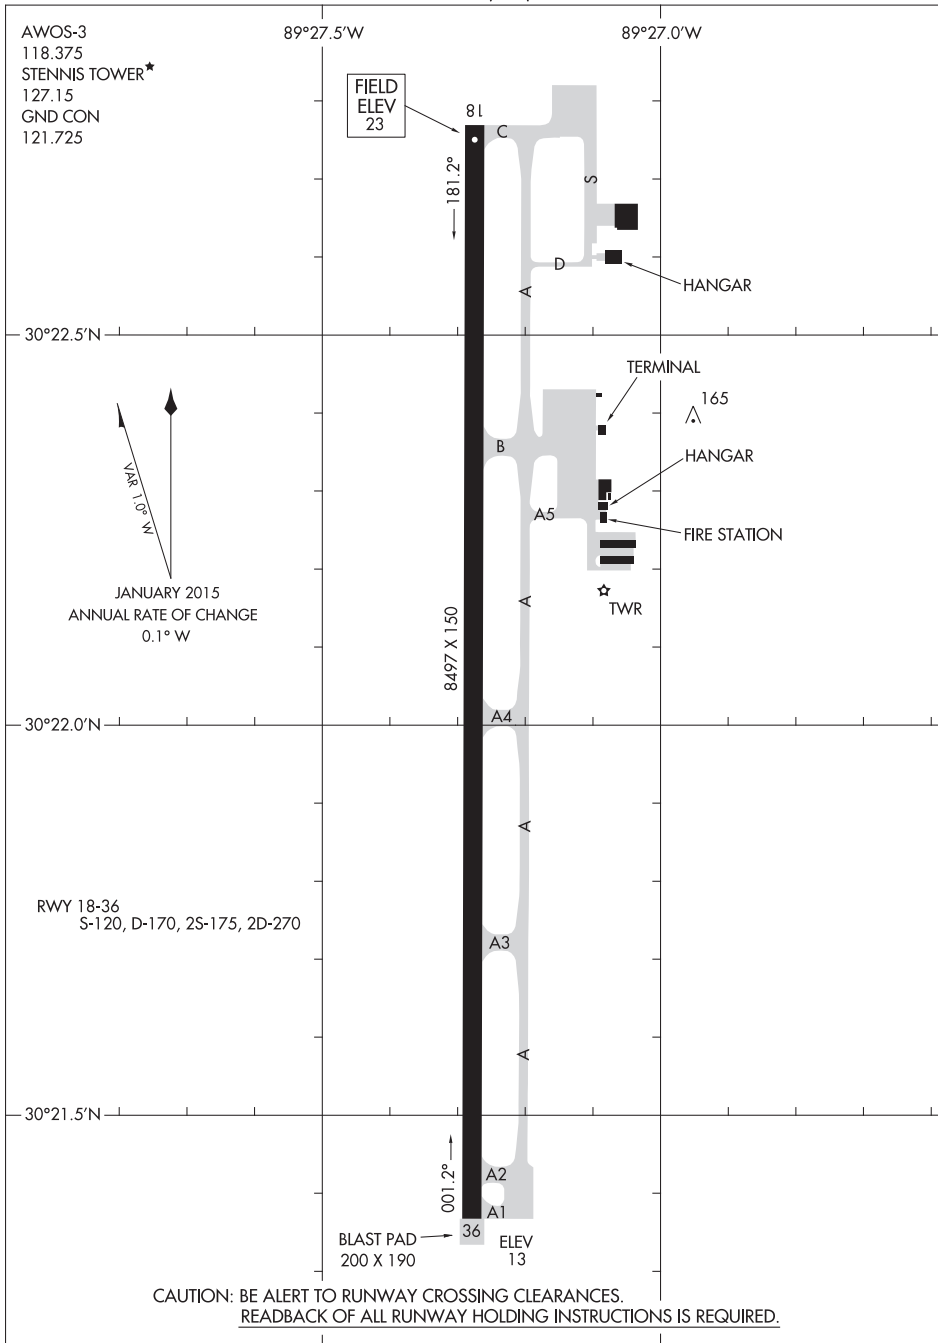 AWOS-3
118.375
STENNIS TOWER★
127.15
GND CON
121.725
89°27.5'W
89°27.0'W
FIELD
ELEV
23
18
C
181.2°
S
D
HANGAR
A
30°22.5'N
TERMINAL
165
B
HANGAR
A5
FIRE STATION
VAR 1.0° W
JANUARY 2015
ANNUAL RATE OF CHANGE
0.1° W
A
TWR
8497 X 150
A4
30°22.0'N
A
RWY 18-36
S-120, D-170, 2S-175, 2D-270
A3
A
30°21.5'N
001.2°
A2
A1
36
BLAST PAD
200 X 190
ELEV
13
CAUTION: BE ALERT TO RUNWAY CROSSING CLEARANCES.
READBACK OF ALL RUNWAY HOLDING INSTRUCTIONS IS REQUIRED.